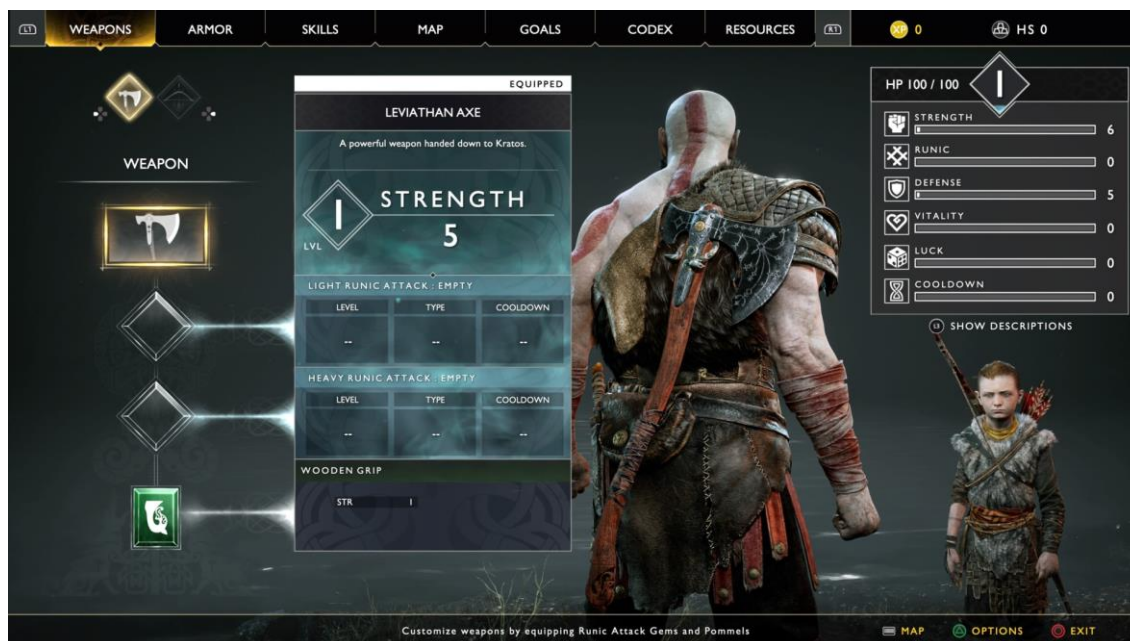 L1 WEAPONS ARMOR SKILLS MAP GOALS CODEX RESOURCES R1 XP 0 HS 0
WEAPON
EQUIPPED
LEVIATHAN AXE
A powerful weapon handed down to Kratos.
I
LVL
STRENGTH
5
LIGHT RUNIC ATTACK : EMPTY
LEVEL TYPE COOLDOWN
-- -- --
HEAVY RUNIC ATTACK : EMPTY
LEVEL TYPE COOLDOWN
-- -- --
WOODEN GRIP
STR I
HP 100 / 100 I
STRENGTH
6
RUNIC
0
DEFENSE
5
VITALITY
0
LUCK
0
COOLDOWN
0
L3 SHOW DESCRIPTIONS
Customize weapons by equipping Runic Attack Gems and Pommels
MAP OPTIONS EXIT